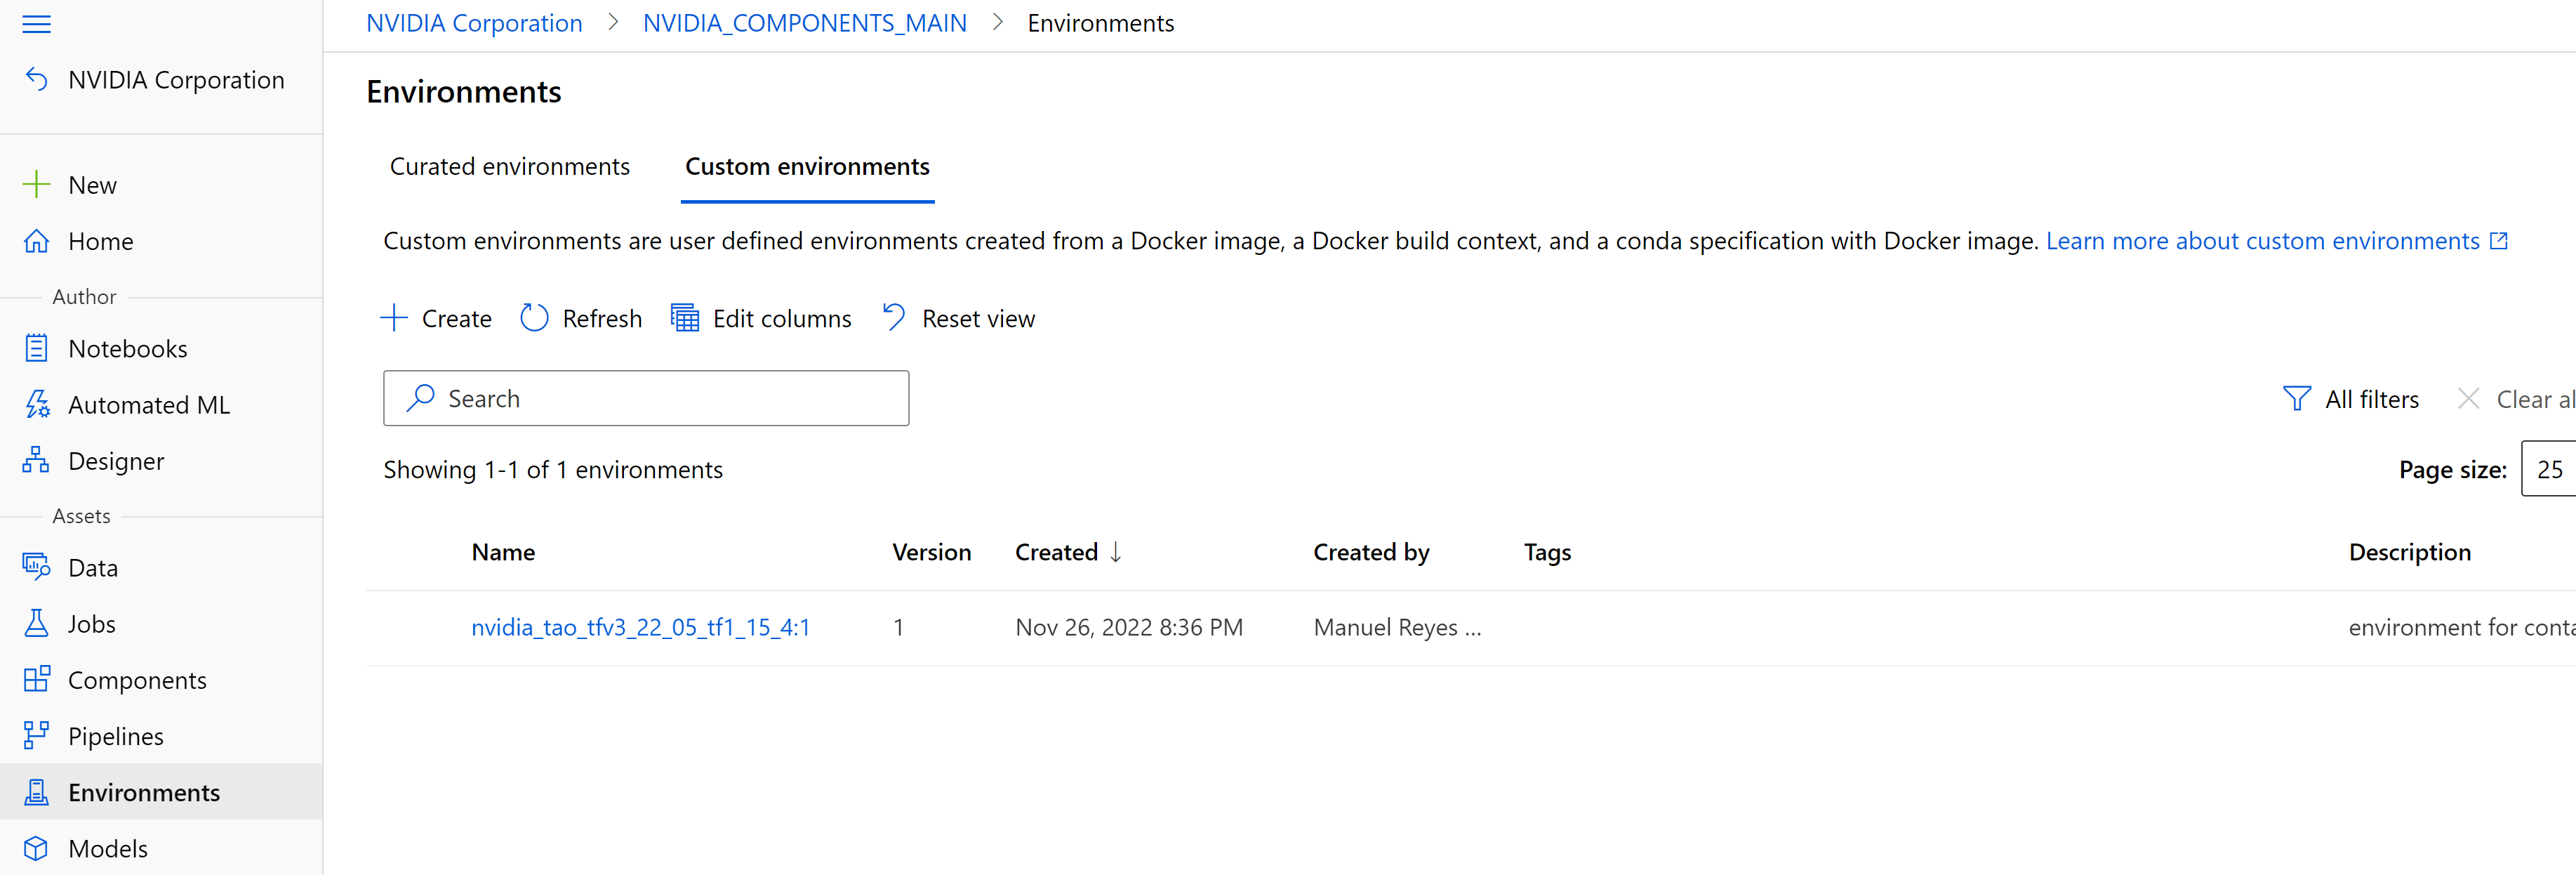 NVIDIA Corporation > NVIDIA_COMPONENTS_MAIN > Environments
NVIDIA Corporation
New
Home
Author
Notebooks
Automated ML
Designer
Assets
Data
Jobs
Components
Pipelines
Environments
Models
Environments
Curated environments Custom environments
Custom environments are user defined environments created from a Docker image, a Docker build context, and a conda specification with Docker image. Learn more about custom environments
Create Refresh Edit columns Reset view
Search
All filters Clear al
Showing 1-1 of 1 environments
Page size: 25
Name Version Created ↓ Created by Tags Description
nvidia_tao_tfv3_22_05_tf1_15_4:1 1 Nov 26, 2022 8:36 PM Manuel Reyes ... environment for conta